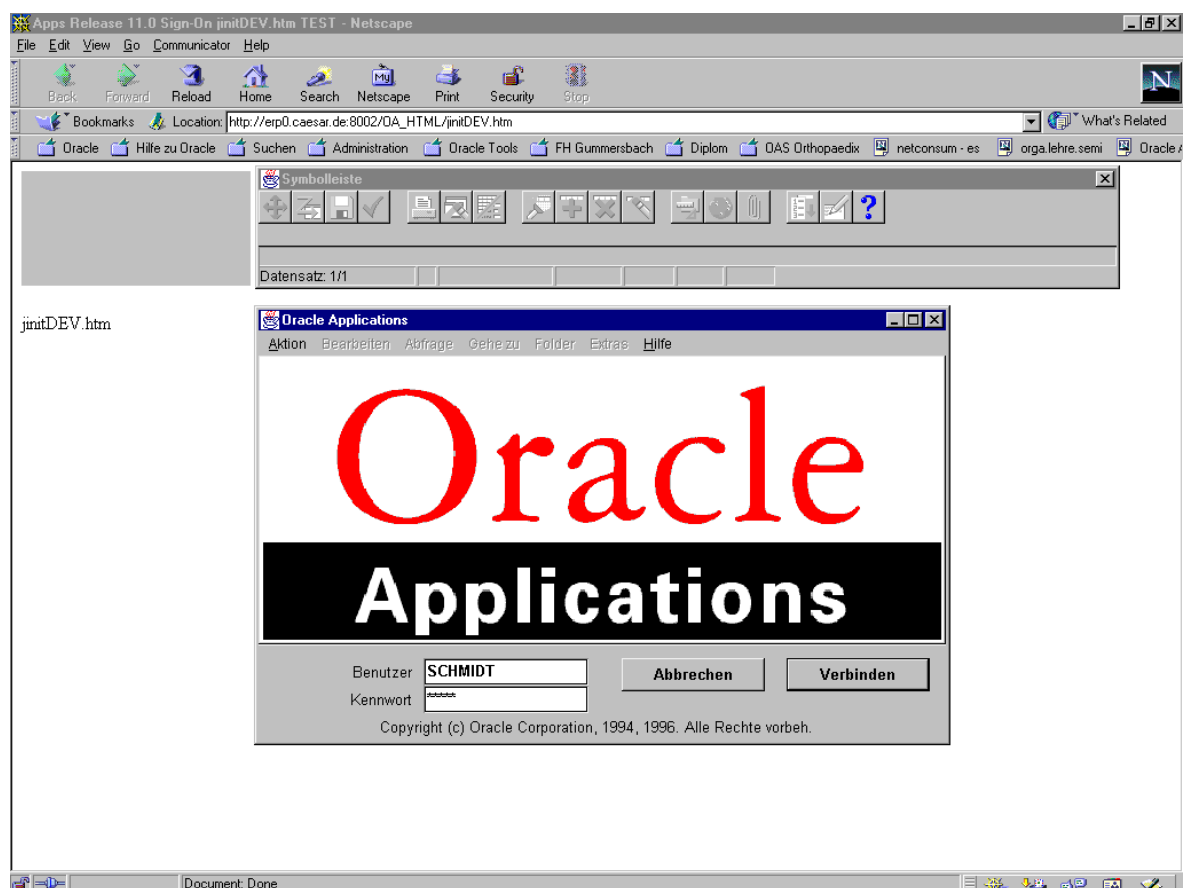 Apps Release 11.0 Sign-On jinitDEV.htm TEST - Netscape
File Edit View Go Communicator Help
Back Forward Reload Home Search Netscape Print Security Stop
My
N
Bookmarks Location: http://erp0.caesar.de:8002/OA_HTML/jinitDEV.htm What's Related
Oracle Hilfe zu Oracle Suchen Administration Oracle Tools FH Gummersbach Diplom OAS Orthopaedix netconsum - es orga.lehre.semi Oracle
Symbolleiste
?
Datensatz: 1/1
jinitDEV.htm
Oracle Applications
Aktion Bearbeiten Abfrage Gehe zu Folder Extras Hilfe
Oracle
Applications
Benutzer SCHMIDT Abbrechen Verbinden
Kennwort *****
Copyright (c) Oracle Corporation, 1994, 1996. Alle Rechte vorbeh.
Document: Done